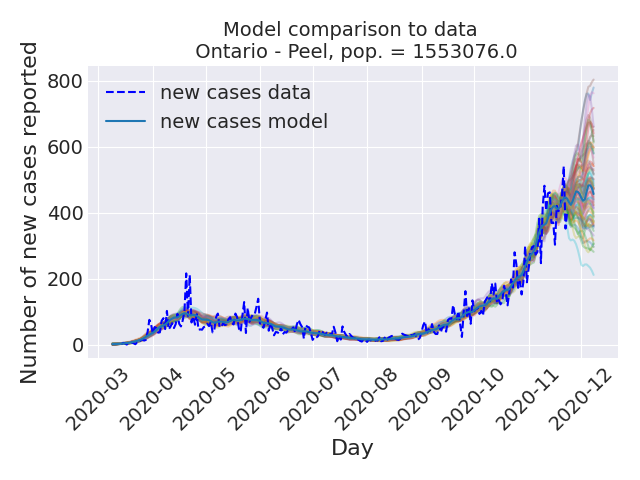 Model comparison to data
Ontario - Peel, pop. = 1553076.0
Number of new cases reported
800
600
400
200
0
new cases data
new cases model
2020-03
2020-04
2020-05
2020-06
2020-07
2020-08
2020-09
2020-10
2020-11
2020-12
Day